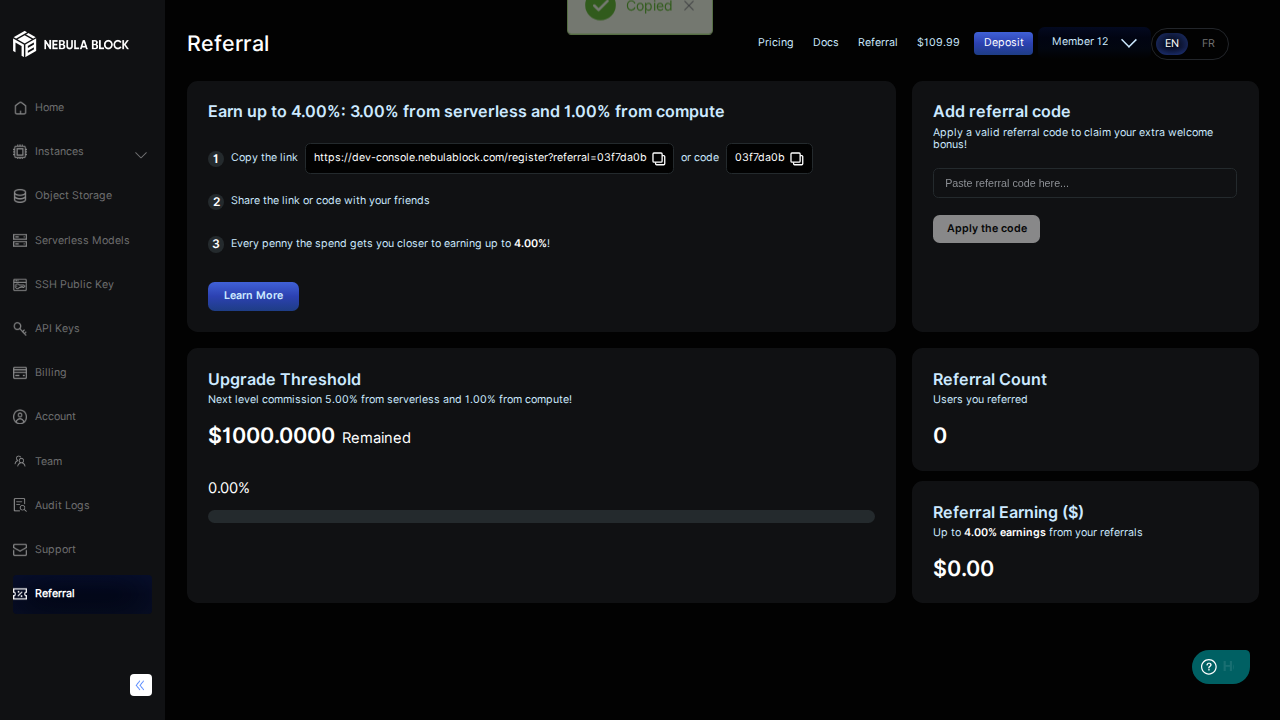 Copied
NEBULA BLOCK
Referral
Pricing
Docs
Referral
$109.99
Deposit
Member 12
EN
FR
Home
Instances
Object Storage
Serverless Models
SSH Public Key
API Keys
Billing
Account
Team
Audit Logs
Support
Referral
Earn up to 4.00%: 3.00% from serverless and 1.00% from compute
1 Copy the link https://dev-console.nebulablock.com/register?referral=03f7da0b or code 03f7da0b
2 Share the link or code with your friends
3 Every penny the spend gets you closer to earning up to 4.00%!
Learn More
Add referral code
Apply a valid referral code to claim your extra welcome
bonus!
Paste referral code here...
Apply the code
Upgrade Threshold
Next level commission 5.00% from serverless and 1.00% from compute!
$1000.0000 Remained
0.00%
Referral Count
Users you referred
0
Referral Earning ($)
Up to 4.00% earnings from your referrals
$0.00